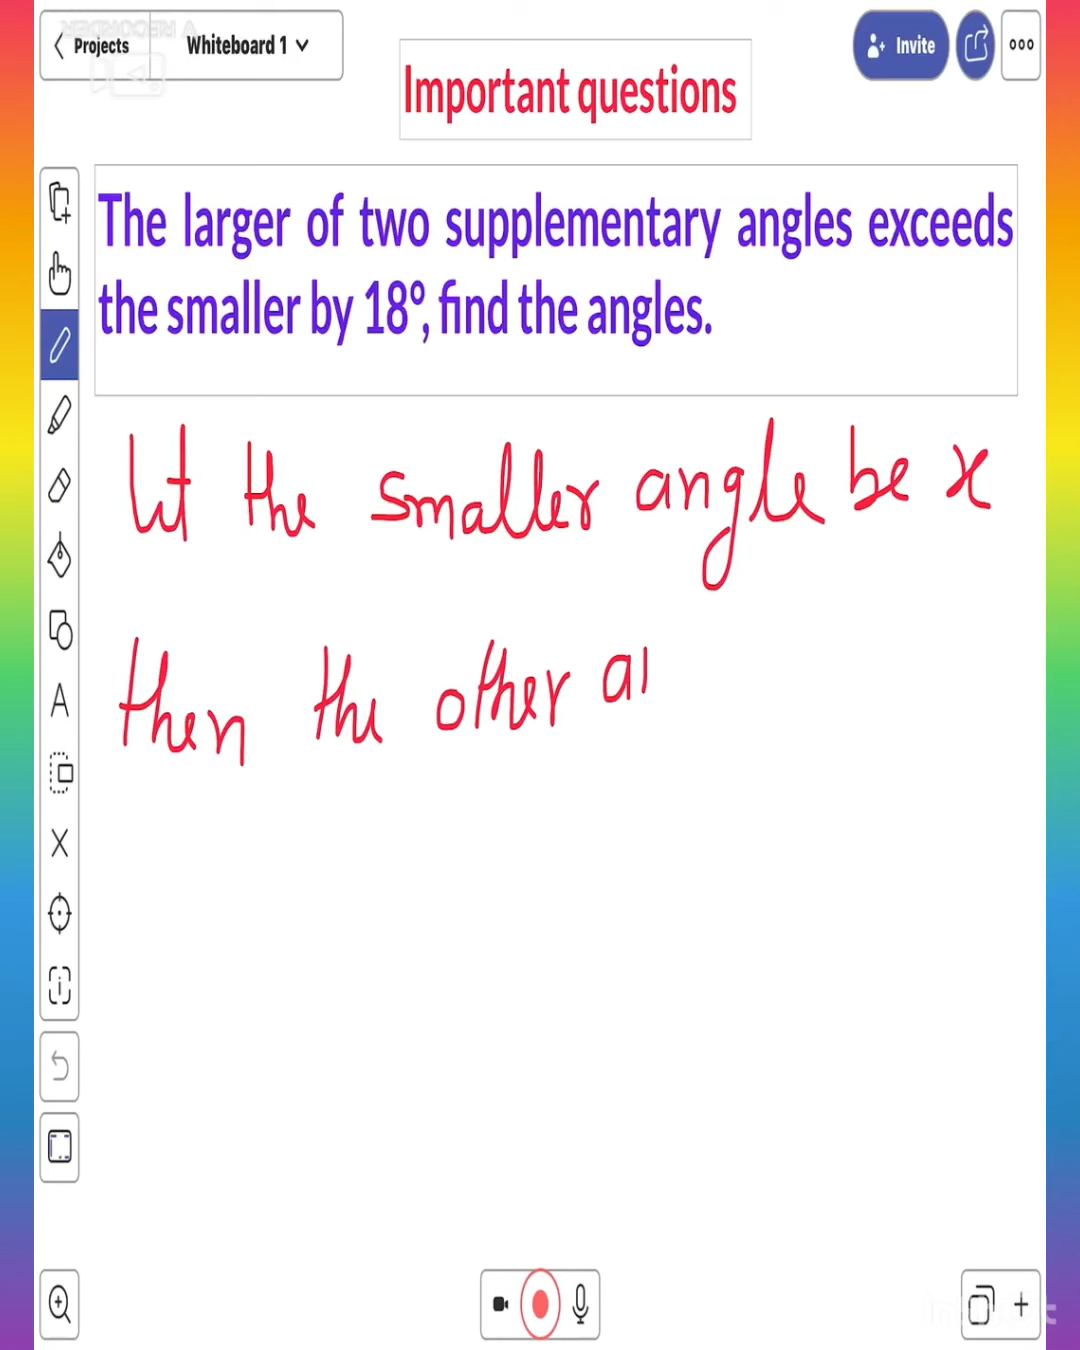 Projects
Whiteboard 1
Invite
Important questions
The larger of two supplementary angles exceeds
the smaller by 18°, find the angles.
let the smaller angle be x
then the other a
A